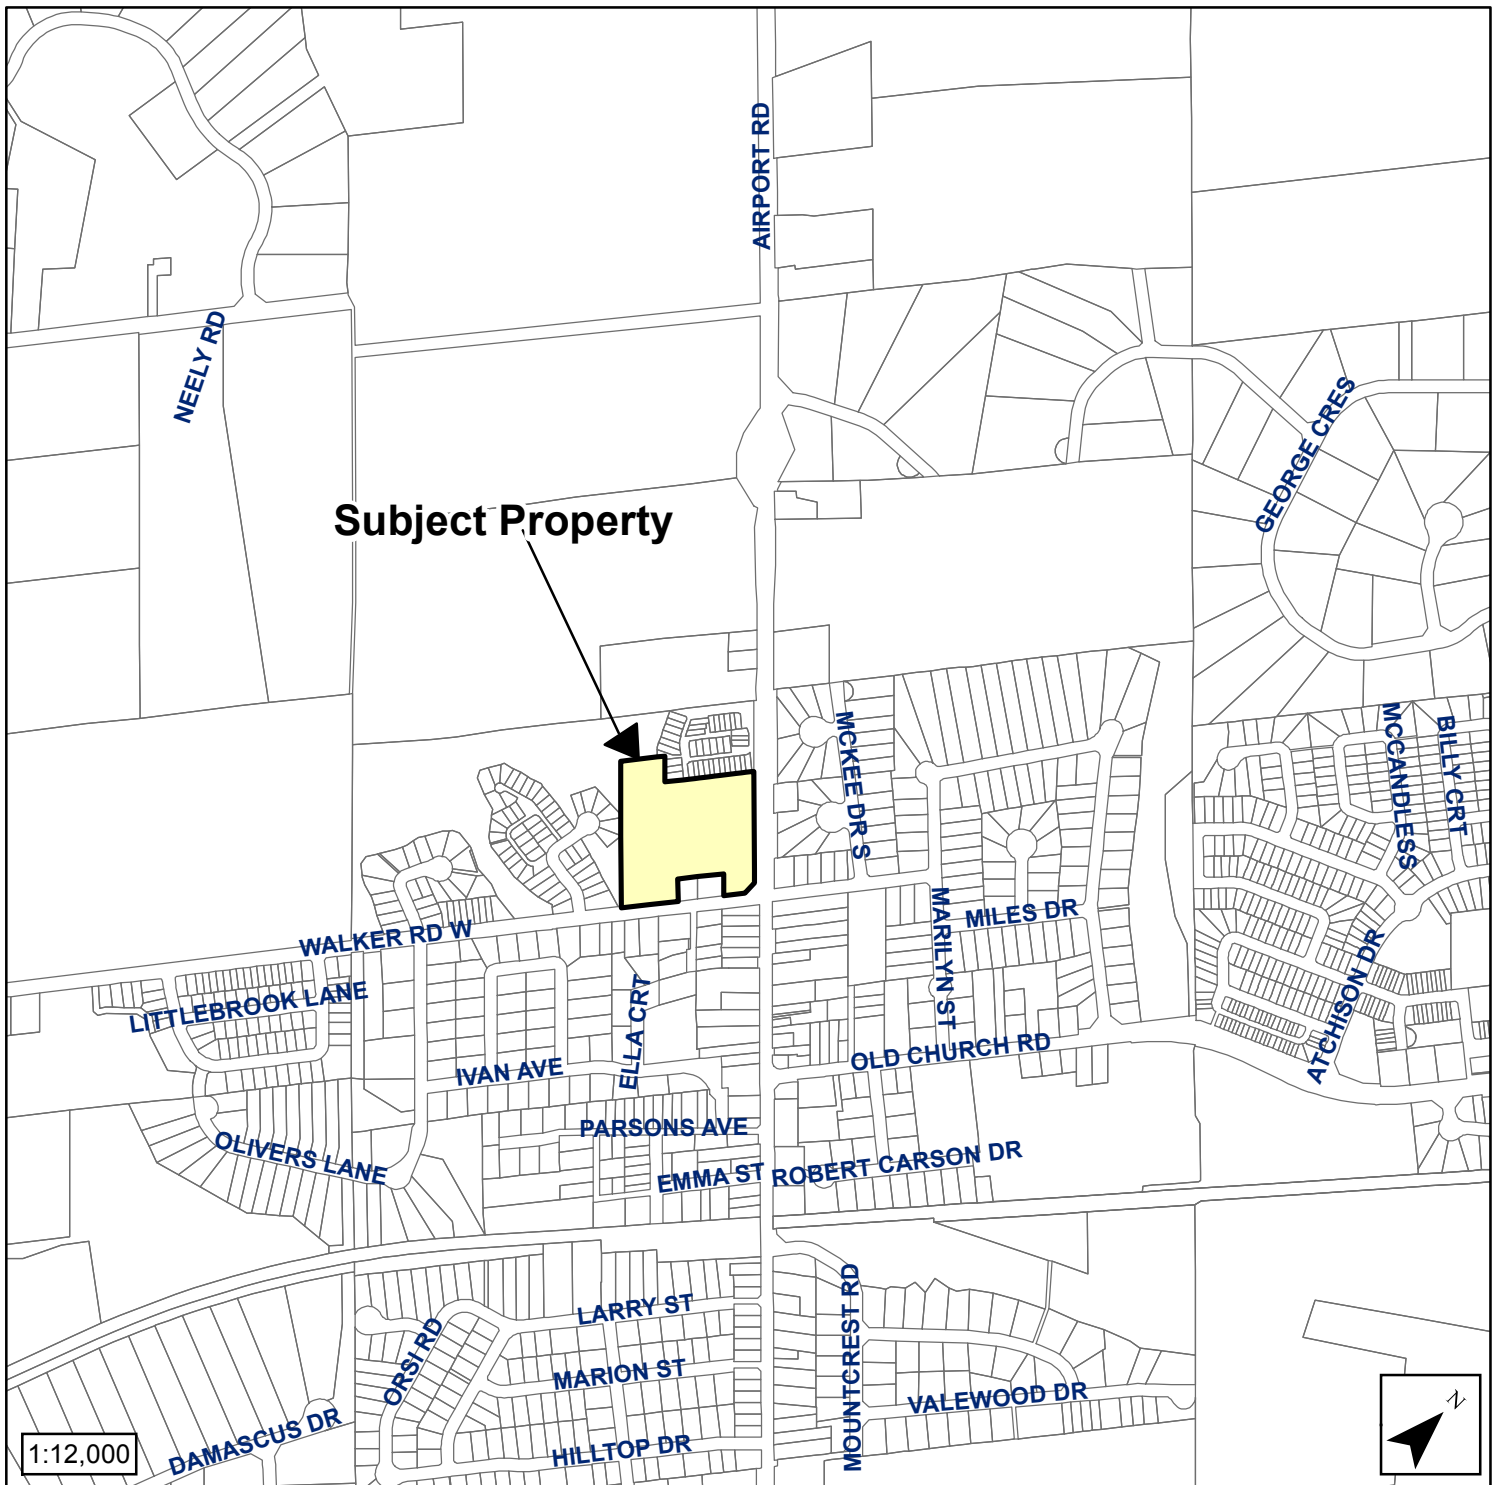 AIRPORT RD
NEELY RD
GEORGE CRES
Subject Property
MCKEE DR S
MCCANDLESS
BILLY CRT
MARILYN ST
MILES DR
WALKER RD W
ATCHISON DR
LITTLEBROOK LANE
ELLA CRT
OLD CHURCH RD
IVAN AVE
PARSONS AVE
OLIVERS LANE
EMMA ST
ROBERT CARSON DR
LARRY ST
MOUNTCREST RD
ORSI RD
MARION ST
VALEWOOD DR
DAMASCUS DR
HILLTOP DR
1:12,000
N